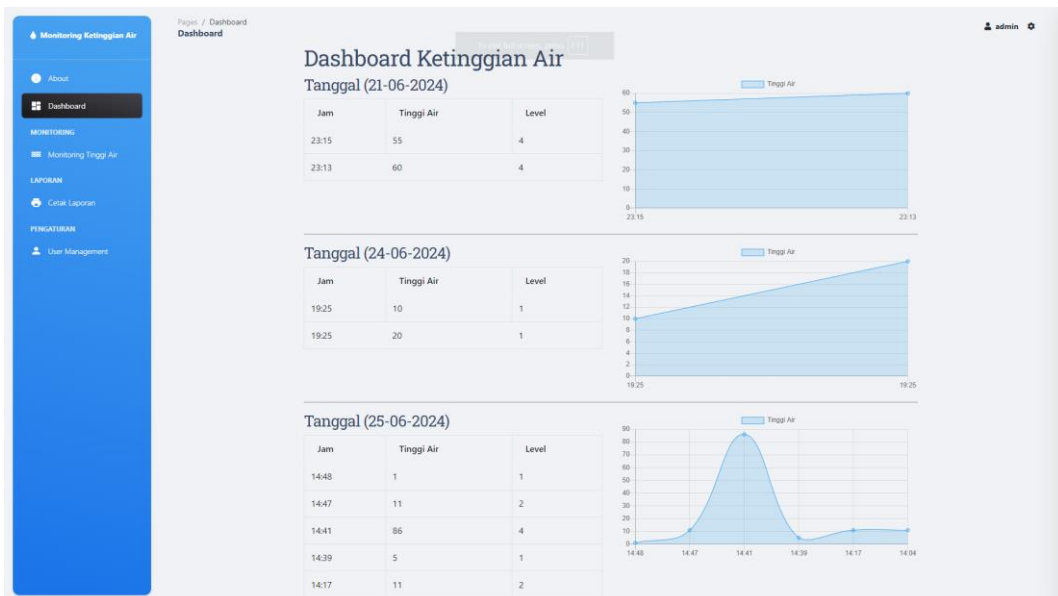 Monitoring Ketinggian Air
About
Dashboard
MONITORING
Monitoring Tinggi Air
LAPORAN
Cetak Laporan
PENGATURAN
User Management
Pages / Dashboard
Dashboard
admin
Dashboard Ketinggian Air
Tanggal (21-06-2024)
Jam Tinggi Air Level
23:15 55 4
23:13 60 4
Tinggi Air
60
50
40
30
20
10
0
23:15 23:13
Tanggal (24-06-2024)
Jam Tinggi Air Level
19:25 10 1
19:25 20 1
Tinggi Air
20
18
16
14
12
10
8
6
4
2
0
19:25 19:25
Tanggal (25-06-2024)
Jam Tinggi Air Level
14:48 1 1
14:47 11 2
14:41 86 4
14:39 5 1
14:17 11 2
Tinggi Air
90
80
70
60
50
40
30
20
10
0
14:48 14:47 14:41 14:39 14:17 14:04